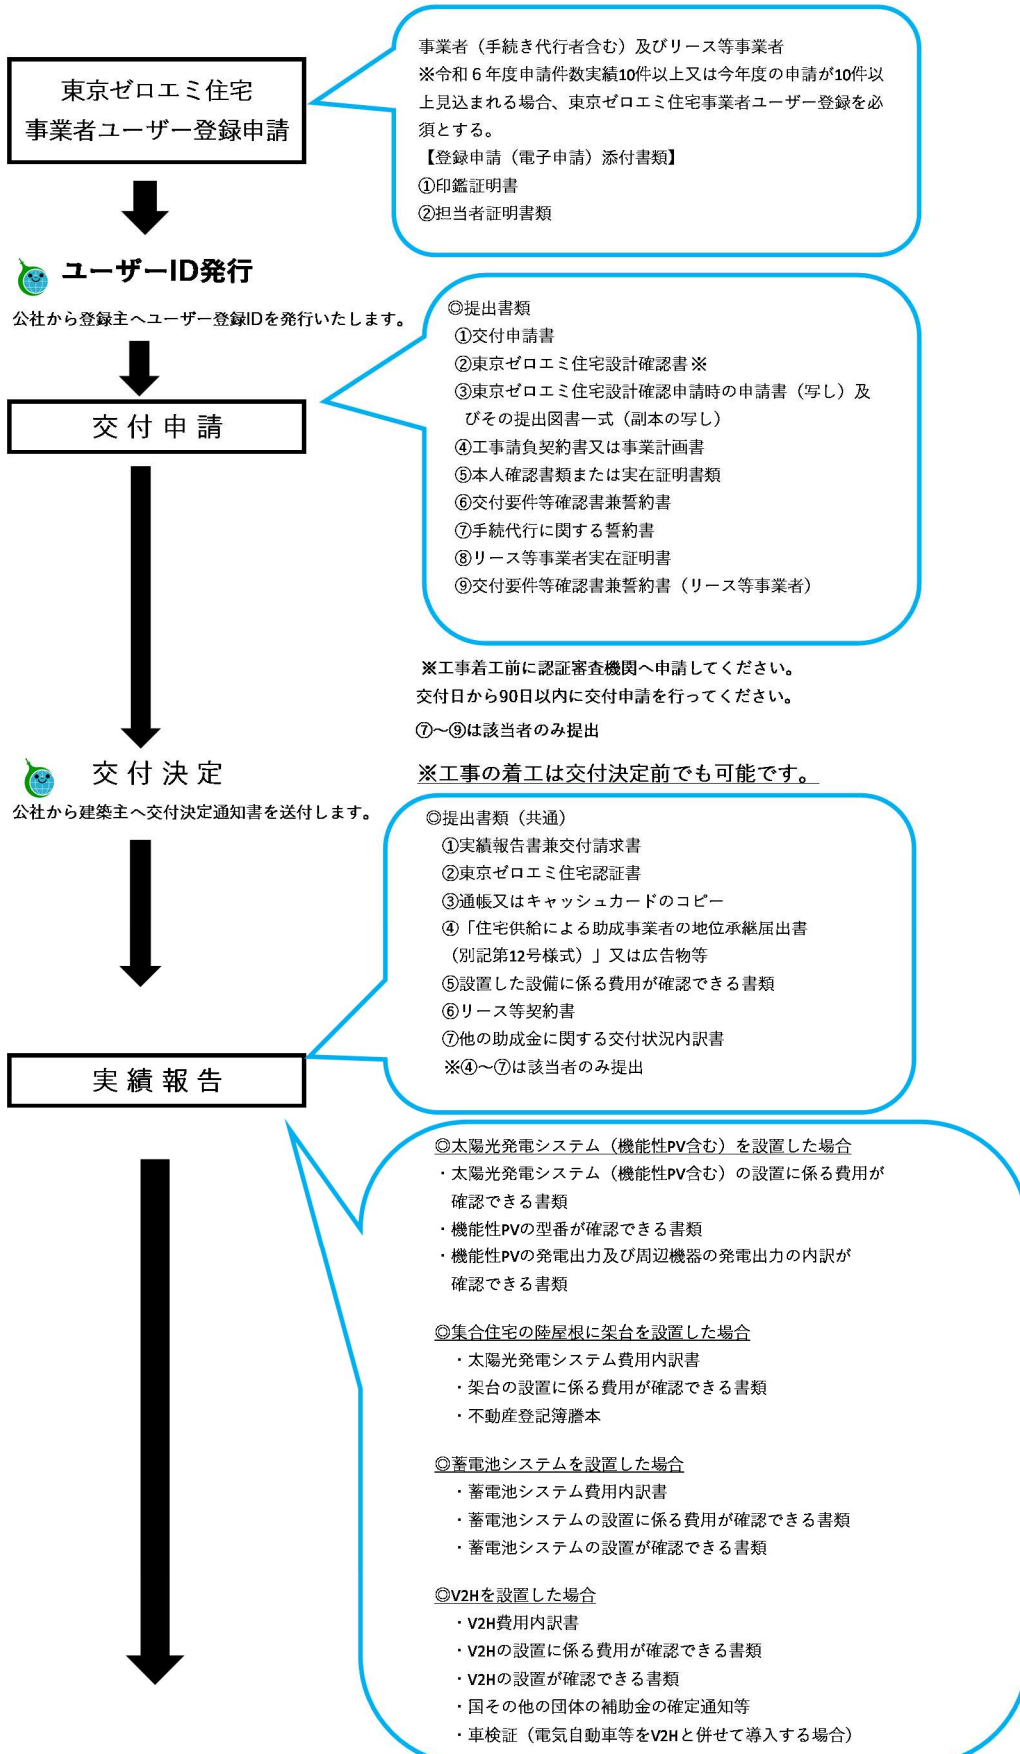 東京ゼロエミ住宅
事業者ユーザー登録申請
事業者（手続き代行者含む）及びリース等事業者
※令和６年度申請件数実績10件以上又は今年度の申請が10件以
上見込まれる場合、東京ゼロエミ住宅事業者ユーザー登録を必
須とする。
【登録申請（電子申請）添付書類】
①印鑑証明書
②担当者証明書類
ユーザーID発行
公社から登録主へユーザー登録IDを発行いたします。
交付申請
◎提出書類
①交付申請書
②東京ゼロエミ住宅設計確認書※
③東京ゼロエミ住宅設計確認申請時の申請書（写し）及
びその提出図書一式（副本の写し）
④工事請負契約書又は事業計画書
⑤本人確認書類または実在証明書類
⑥交付要件等確認書兼誓約書
⑦手続代行に関する誓約書
⑧リース等事業者実在証明書
⑨交付要件等確認書兼誓約書（リース等事業者）
※工事着工前に認証審査機関へ申請してください。
交付日から90日以内に交付申請を行ってください。
⑦～⑨は該当者のみ提出
交付決定
公社から建築主へ交付決定通知書を送付します。
※工事の着工は交付決定前でも可能です。
◎提出書類（共通）
①実績報告書兼交付請求書
②東京ゼロエミ住宅認証書
③通帳又はキャッシュカードのコピー
④「住宅供給による助成事業者の地位承継届出書
（別記第12号様式）」又は広告物等
⑤設置した設備に係る費用が確認できる書類
⑥リース等契約書
⑦他の助成金に関する交付状況内訳書
※④～⑦は該当者のみ提出
実績報告
◎太陽光発電システム（機能性PV含む）を設置した場合
・太陽光発電システム（機能性PV含む）の設置に係る費用が
確認できる書類
・機能性PVの型番が確認できる書類
・機能性PVの発電出力及び周辺機器の発電出力の内訳が
確認できる書類
◎集合住宅の陸屋根に架台を設置した場合
・太陽光発電システム費用内訳書
・架台の設置に係る費用が確認できる書類
・不動産登記簿謄本
◎蓄電池システムを設置した場合
・蓄電池システム費用内訳書
・蓄電池システムの設置に係る費用が確認できる書類
・蓄電池システムの設置が確認できる書類
◎V2Hを設置した場合
・V2H費用内訳書
・V2Hの設置に係る費用が確認できる書類
・V2Hの設置が確認できる書類
・国その他の団体の補助金の確定通知等
・車検証（電気自動車等をV2Hと併せて導入する場合）